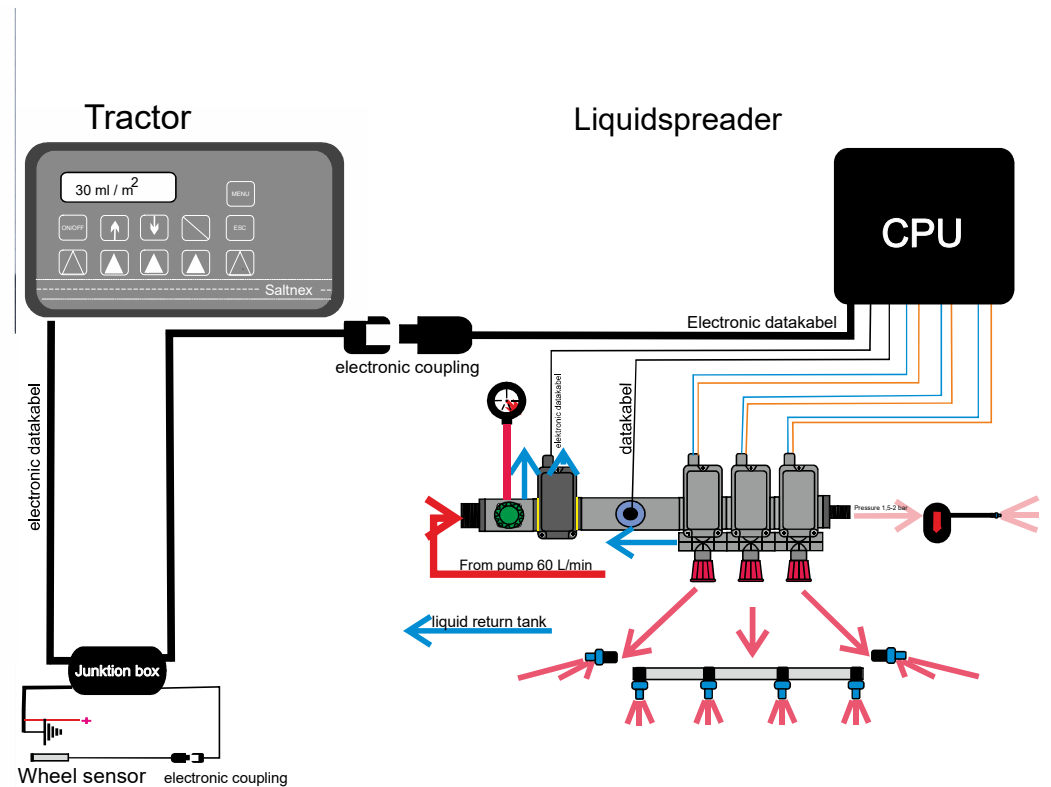 Tractor
Liquidspreader
30 ml / m2
MENU
ON/OFF
ESC
Saltnex
CPU
Electronic datakabel
electronic coupling
electronic datakabel
elektronic datakabel
datakabel
Pressure 1,5-2 bar
From pump 60 L/min
liquid return tank
Junktion box
+
Wheel sensor
electronic coupling